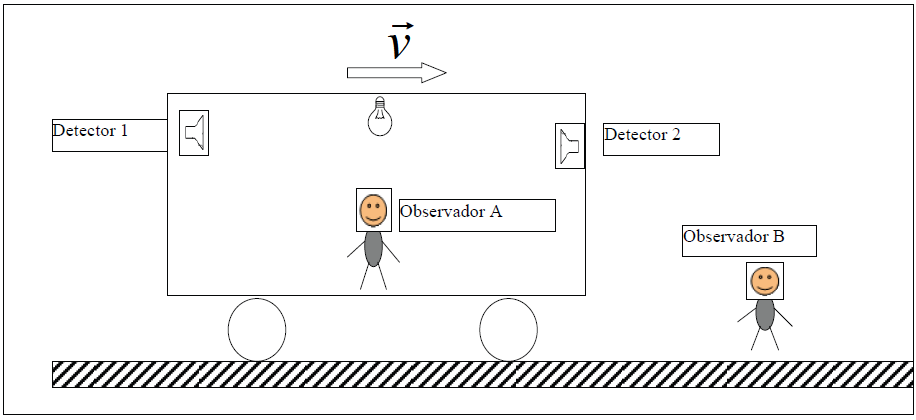 v
Detector 1
Detector 2
Observador A
Observador B